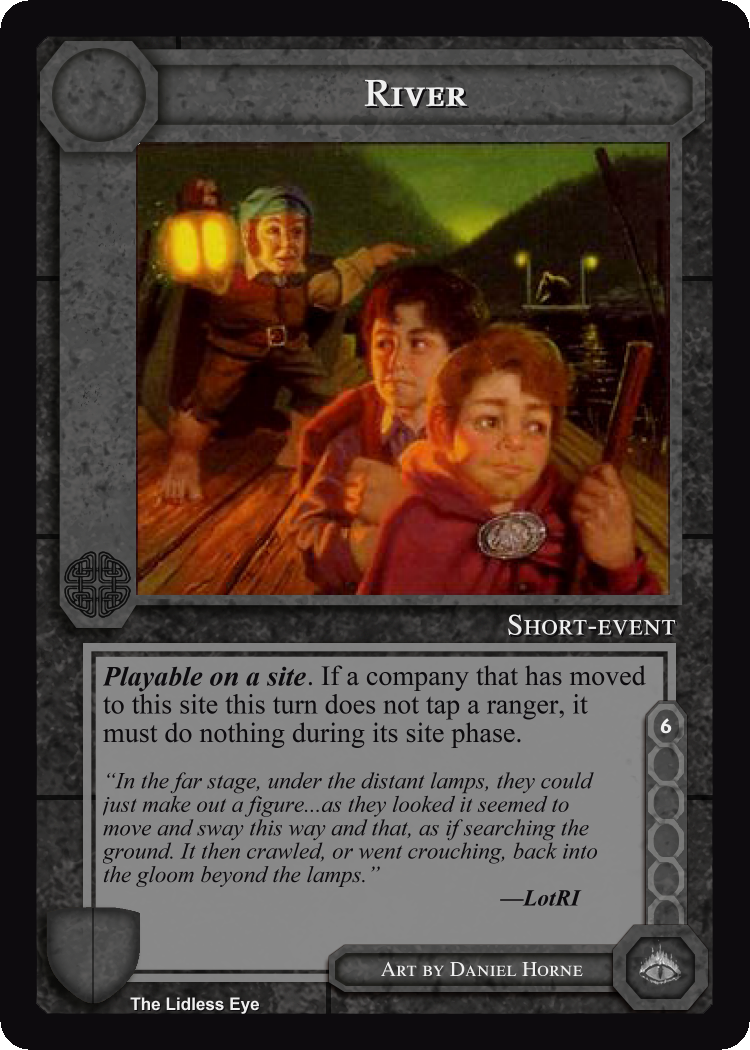 River
Short-event
Playable on a site. If a company that has moved
to this site this turn does not tap a ranger, it
must do nothing during its site phase.
6
“In the far stage, under the distant lamps, they could
just make out a figure...as they looked it seemed to
move and sway this way and that, as if searching the
ground. It then crawled, or went crouching, back into
the gloom beyond the lamps.”
—LotRI
Art by Daniel Horne
The Lidless Eye